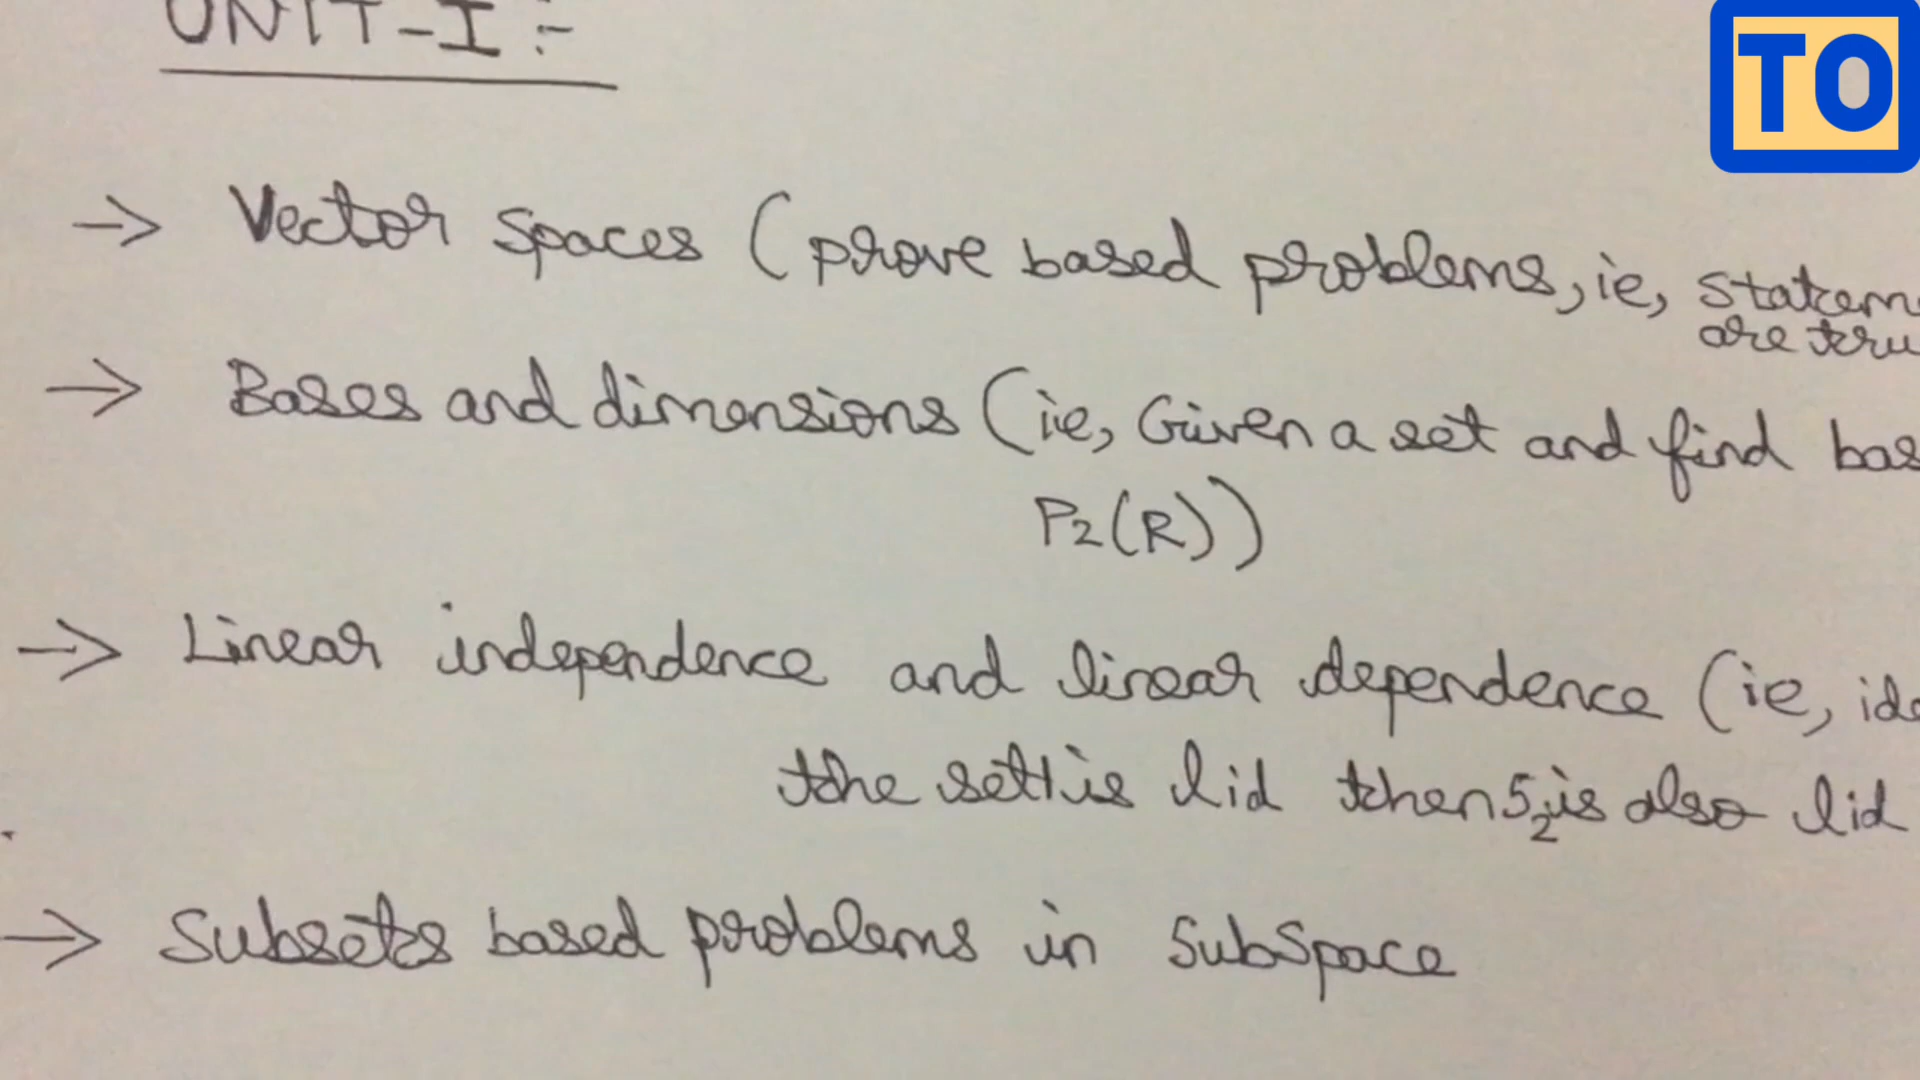 UNIT-I :-
TO
→ Vector Spaces (prove based problems, ie, statem
are tru
→ Bases and dimensions (ie, Given a set and find bas
P2(R))
→ Linear independence and linear dependence (ie, ide
the set1 is lid then S2 is also lid
→ Subsets based problems in SubSpace